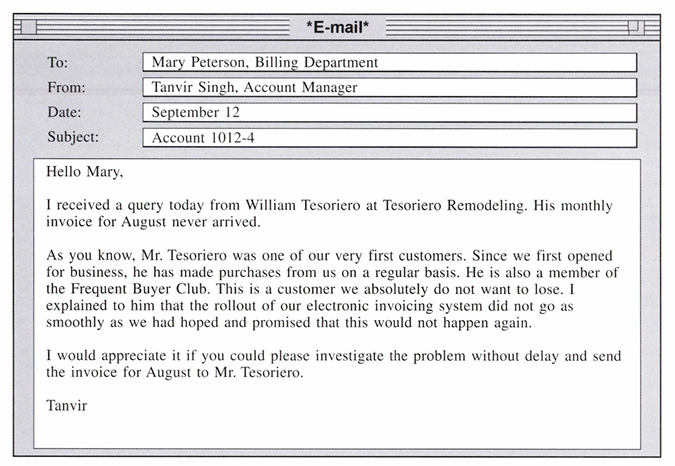 *E-mail*
To: Mary Peterson, Billing Department
From: Tanvir Singh, Account Manager
Date: September 12
Subject: Account 1012-4
Hello Mary,
I received a query today from William Tesoriero at Tesoriero Remodeling. His monthly
invoice for August never arrived.
As you know, Mr. Tesoriero was one of our very first customers. Since we first opened
for business, he has made purchases from us on a regular basis. He is also a member of
the Frequent Buyer Club. This is a customer we absolutely do not want to lose. I
explained to him that the rollout of our electronic invoicing system did not go as
smoothly as we had hoped and promised that this would not happen again.
I would appreciate it if you could please investigate the problem without delay and send
the invoice for August to Mr. Tesoriero.
Tanvir